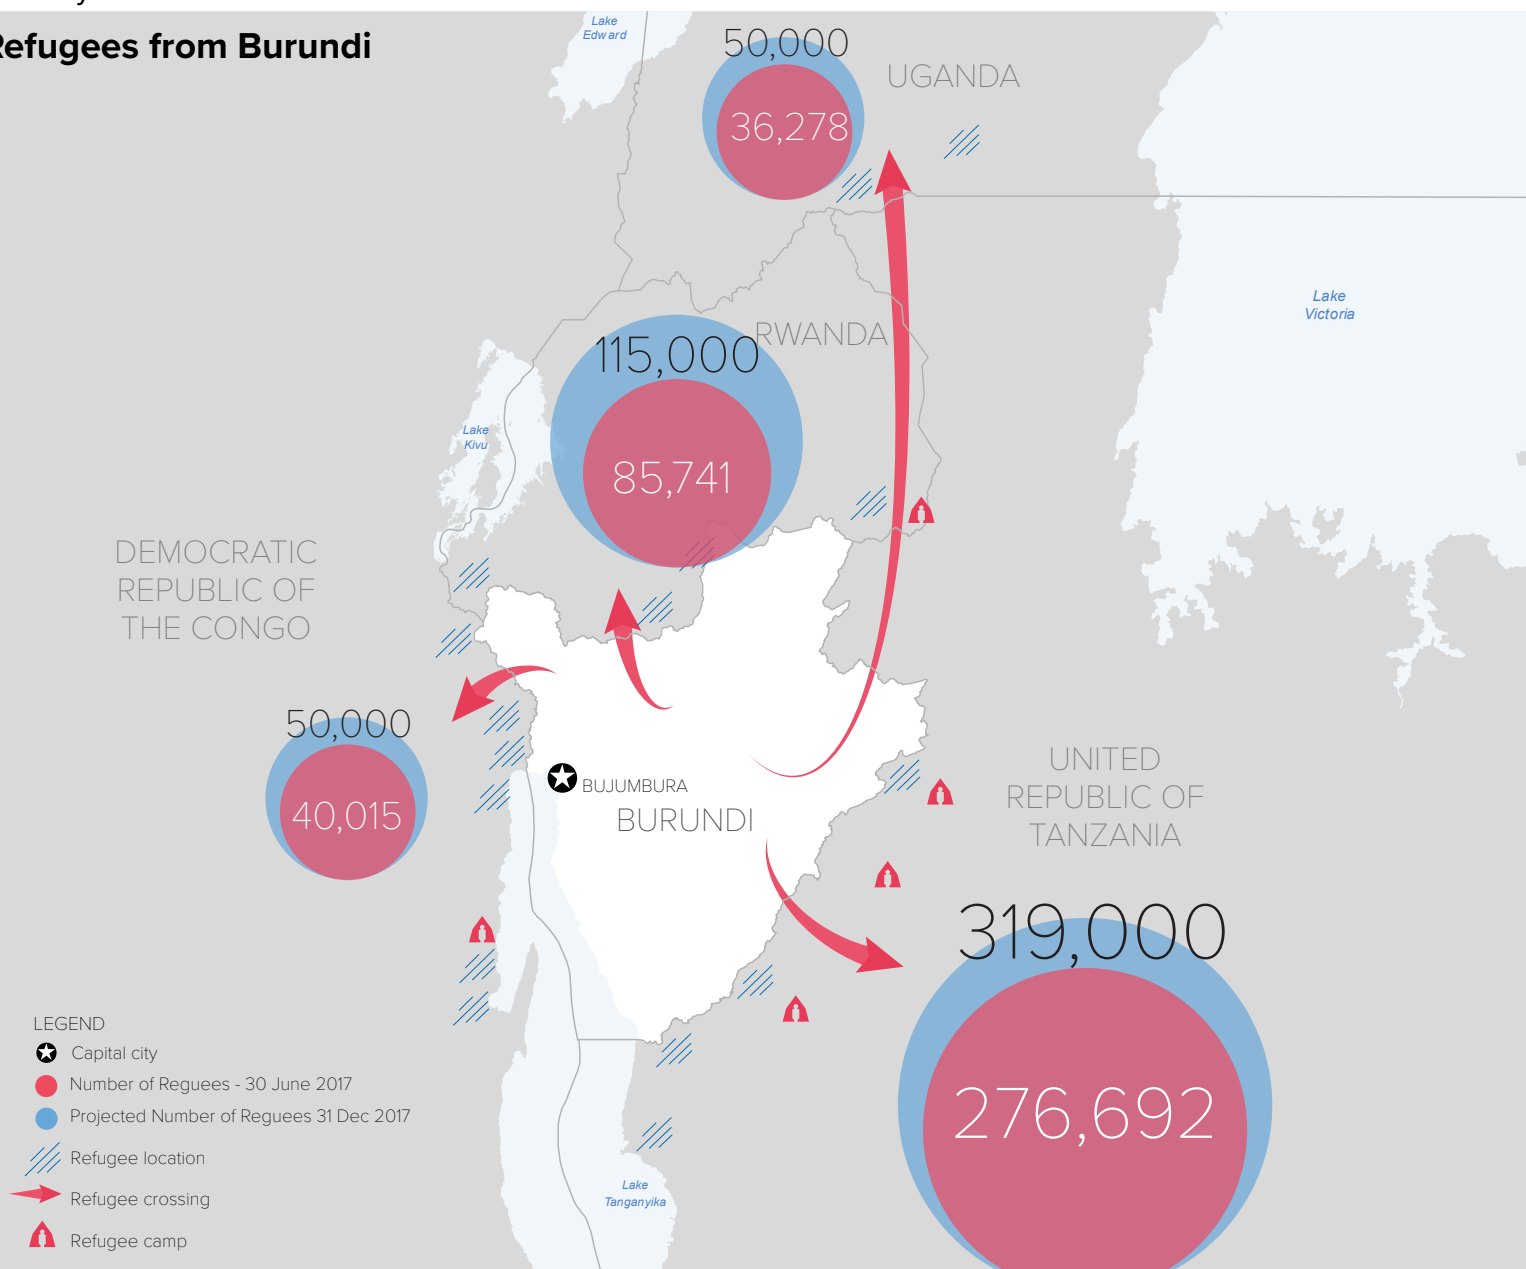 Refugees from Burundi
Lake
Edward
50,000
36,278
UGANDA
Lake
Victoria
RWANDA
115,000
85,741
Lake
Kivu
DEMOCRATIC
REPUBLIC OF
THE CONGO
50,000
40,015
BUJUMBURA
BURUNDI
UNITED
REPUBLIC OF
TANZANIA
319,000
276,692
Lake
Tanganyika
LEGEND
Capital city
Number of Reguees - 30 June 2017
Projected Number of Reguees 31 Dec 2017
Refugee location
Refugee crossing
Refugee camp